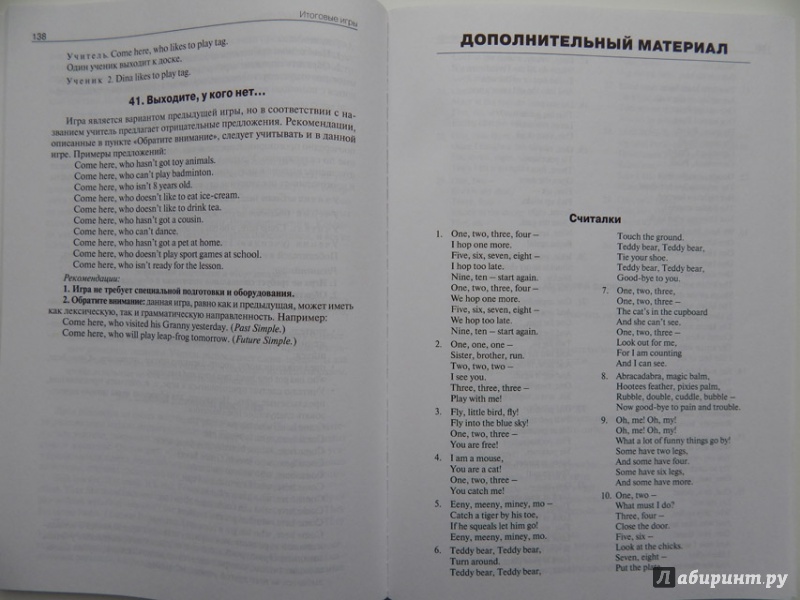 138
Итоговые игры
Учитель Come here, who likes to play tag.
Один ученик выходит к доске.
Ученик 2. Dina likes to play tag.
41. Выходите, у кого нет...
Игра является вариантом предыдущей игры, но в соответствии с на-
званием учитель предлагает отрицательные предложения. Рекомендации,
описанные в пункте «Обратите внимание», следует учитывать и в данной
игре. Примеры предложений:
Come here, who hasn't got toy animals.
Come here, who can't play badminton.
Come here, who isn't 8 years old.
Come here, who doesn't like to eat ice-cream.
Come here, who doesn't like to drink tea.
Come here, who hasn't got a cousin.
Come here, who can't dance.
Come here, who hasn't got a pet at home.
Come here, who doesn't play sport games at school.
Come here, who isn't ready for the lesson.
Рекомендации:
1. Игра не требует специальной подготовки и оборудования.
2. Обратите внимание: данная игра, равно как и предыдущая, может иметь
как лексическую, так и грамматическую направленность. Например:
Come here, who visited his Granny yesterday. (Past Simple.)
Come here, who will play leap-frog tomorrow. (Future Simple.)
ДОПОЛНИТЕЛЬНЫЙ МАТЕРИАЛ
Считалки
1. One, two, three, four –
I hop one more.
Five, six, seven, eight –
I hop too late.
Nine, ten – start again.
One, two, three, four –
We hop one more.
Five, six, seven, eight –
We hop too late.
Nine, ten – start again.
2. One, one, one –
Sister, brother, run.
Two, two, two –
I see you.
Three, three, three –
Play with me!
3. Fly, little bird, fly!
Fly into the blue sky!
One, two, three –
You are free!
4. I am a mouse,
You are a cat!
One, two, three –
You catch me!
5. Eeny, meeny, miney, mo –
Catch a tiger by his toe,
If he squeals let him go!
Eeny, meeny, miney, mo.
6. Teddy bear, Teddy bear,
Turn around.
Teddy bear, Teddy bear,
Touch the ground.
Teddy bear, Teddy bear,
Tie your shoe.
Teddy bear, Teddy bear,
Good-bye to you.
7. One, two, three,
One, two, three,
The cat's in the cupboard
And she can't see.
One, two, three –
Look out for me,
For I am counting
And I can see.
8. Abracadabra, magic balm,
Hootees feather, pixies palm,
Rubble, double, cuddle, bubble –
Now good-bye to pain and trouble.
9. Oh, me! Oh, my!
Oh, me! Oh, my!
What a lot of funny things go by!
Some have two legs,
And some have four.
Some have six legs,
And some have more.
10. One, two –
What must I do?
Three, four –
Close the door.
Five, six –
Look at the chicks.
Seven, eight –
Put the plate
Лабиринт.ру